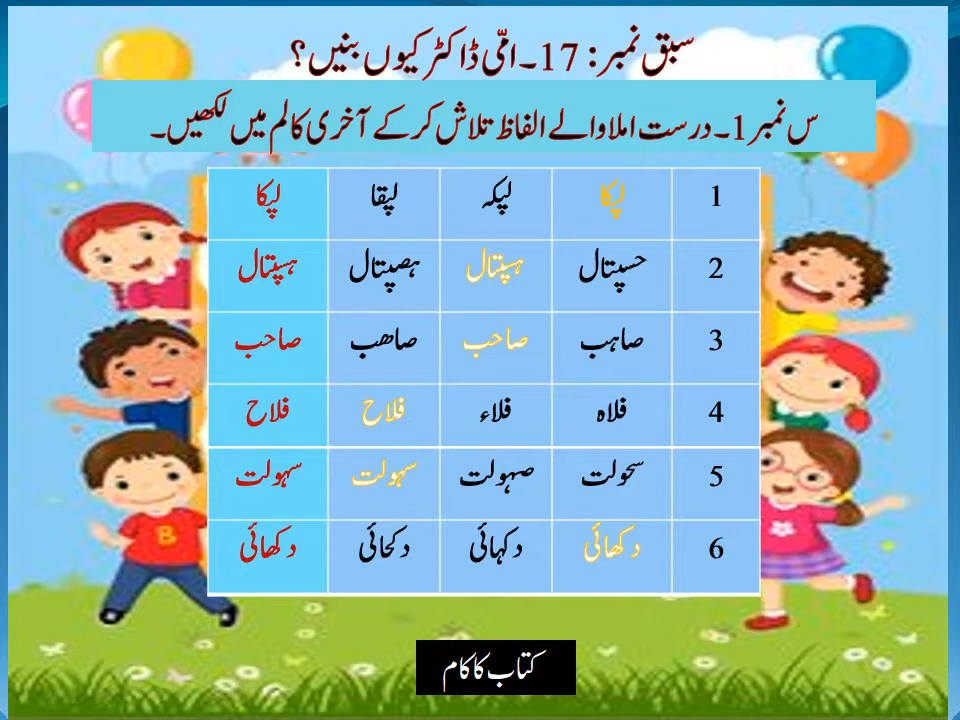 سبق نمبر: 17۔ امّی ڈاکٹر کیوں بنیں؟
س نمبر 1۔ درست املا والے الفاظ تلاش کر کے آخری کالم میں لکھیں۔
1 لپکا لپکہ لپقا لپکا
2 حسپتال ہسپتال ہصپتال ہسپتال
3 صاہب صاحب صاھب صاحب
4 فلاہ فلاء فلاح فلاح
5 سحولت صہولت سہولت سہولت
6 دکھائی دکہائی دکحائی دکھائی
کتاب کا کام
B